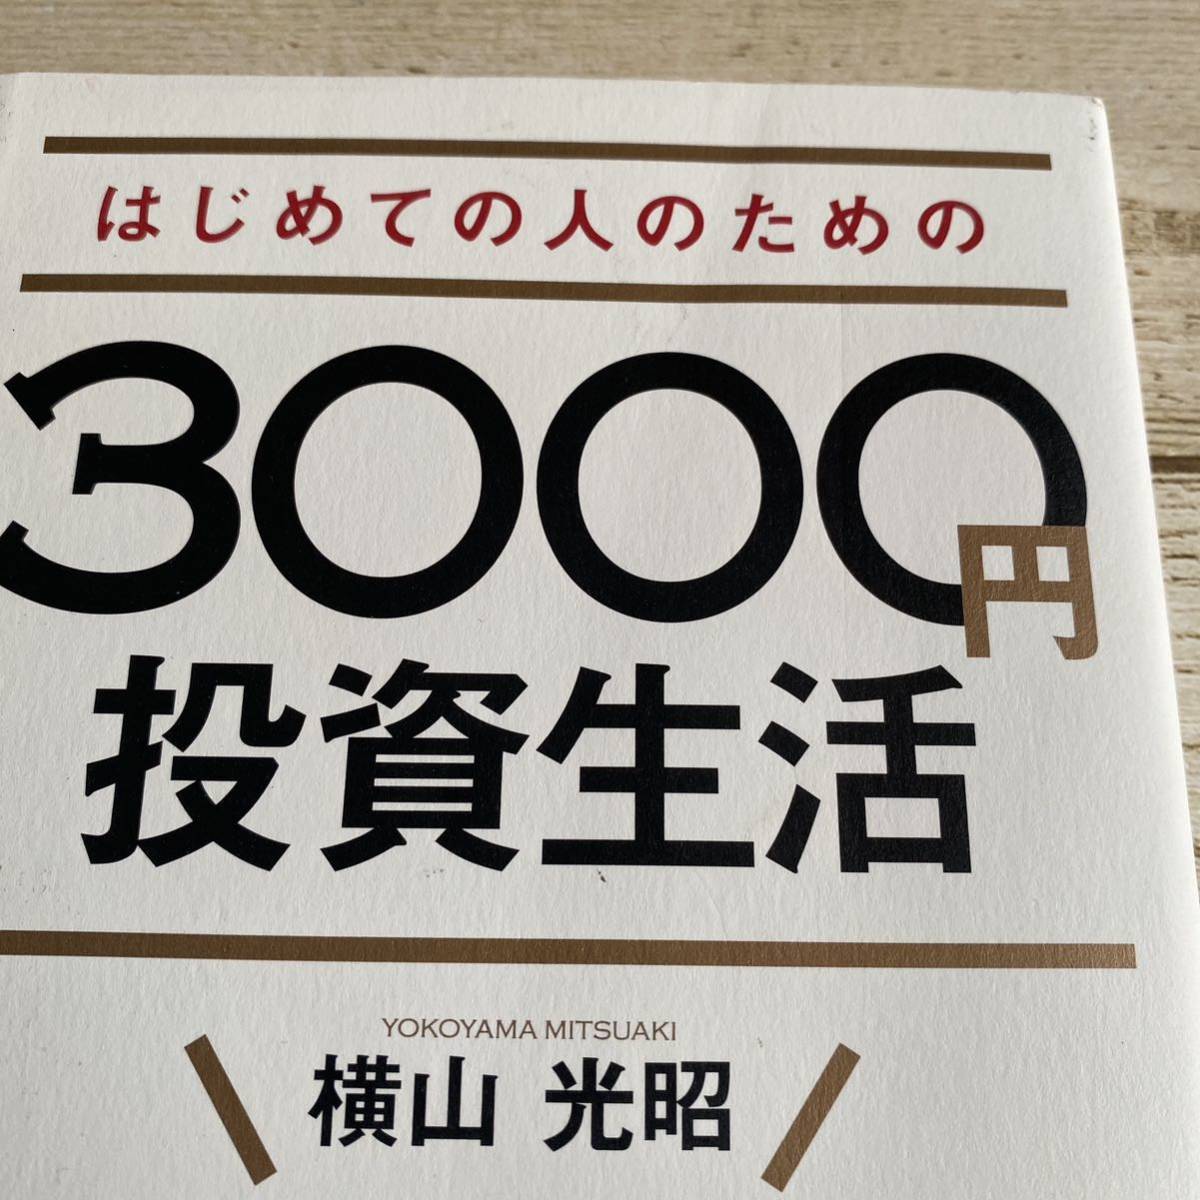 はじめての人のための
3000円
投資生活
YOKOYAMA MITSUAKI
横山 光昭